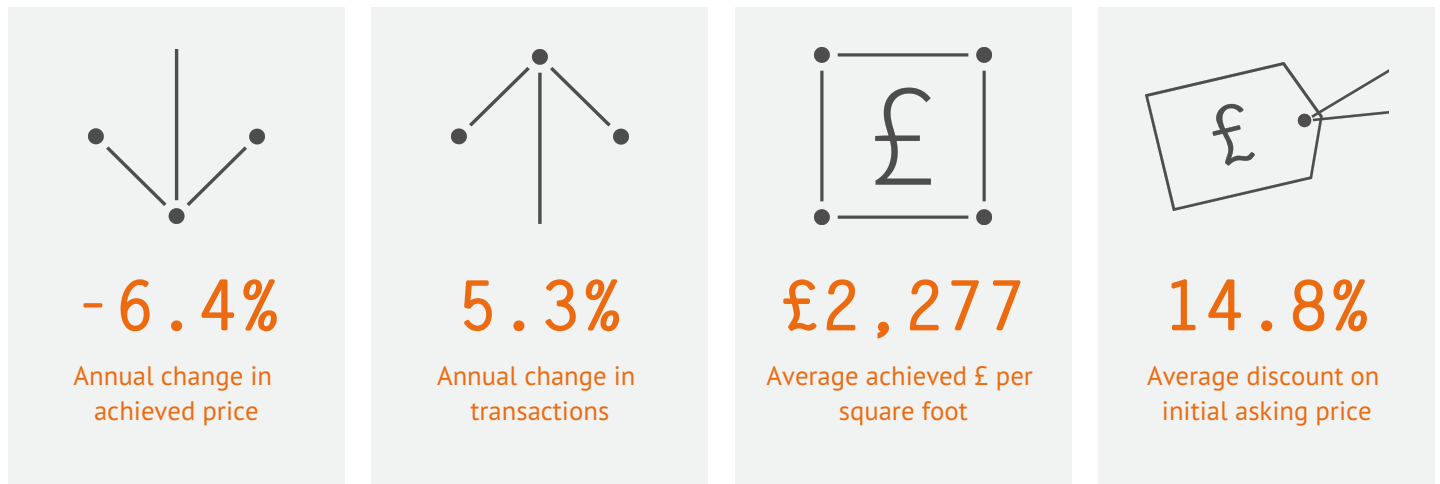 £
£
-6.4%
Annual change in
achieved price
5.3%
Annual change in
transactions
£2,277
Average achieved £ per
square foot
14.8%
Average discount on
initial asking price